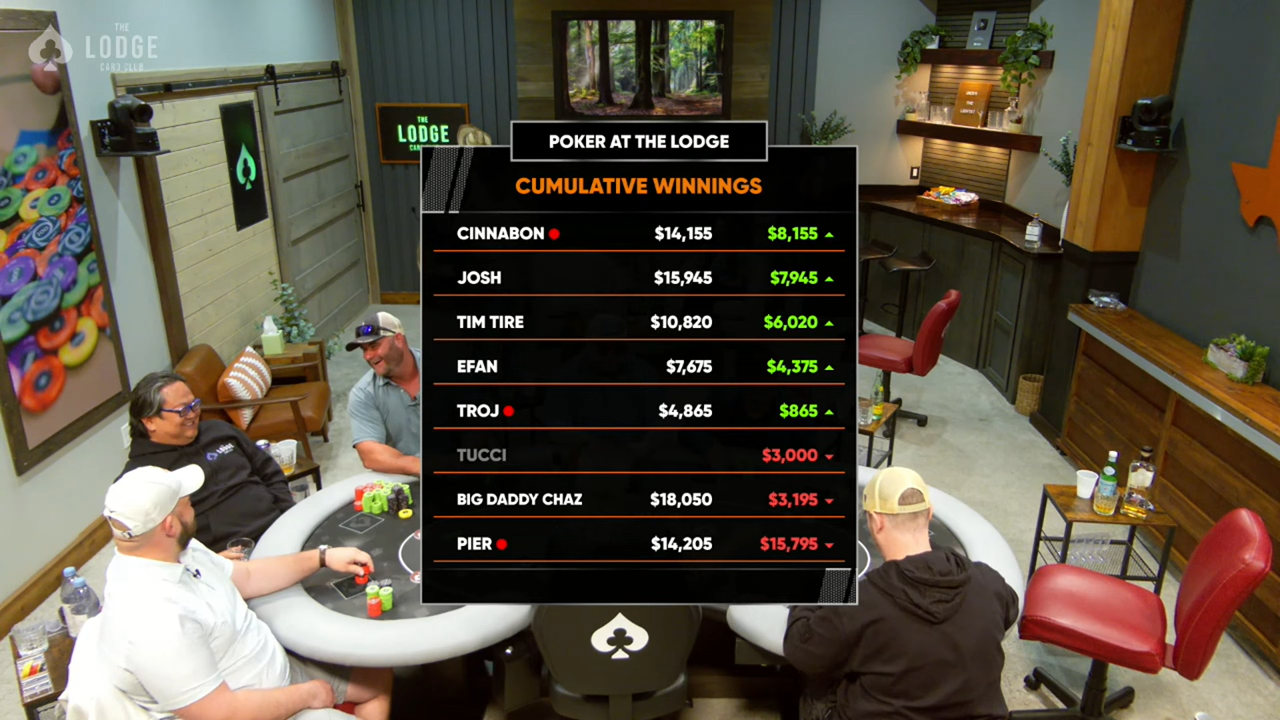 THE
LODGE
CARD CLUB
THE
LODGE
POKER AT THE LODGE
CUMULATIVE WINNINGS
CINNABON $14,155 $8,155
JOSH $15,945 $7,945
TIM TIRE $10,820 $6,020
EFAN $7,675 $4,375
TROJ $4,865 $865
TUCCI $3,000
BIG DADDY CHAZ $18,050 $3,195
PIER $14,205 $15,795